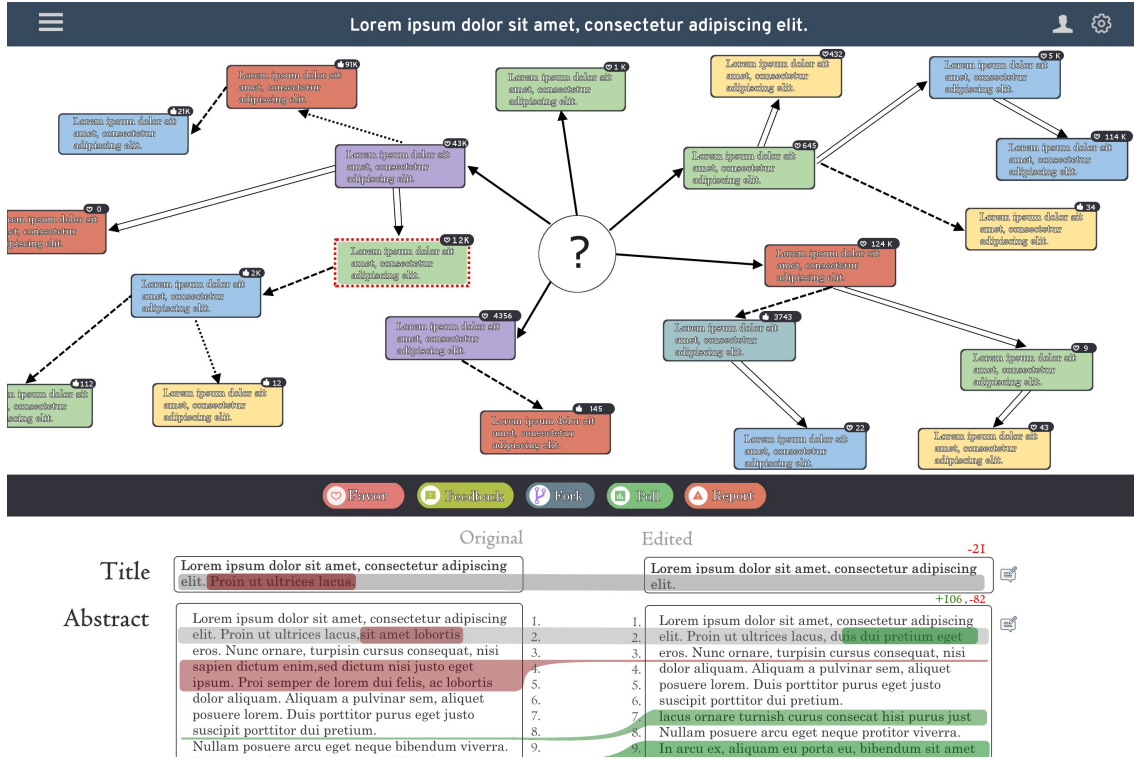 Lorem ipsum dolor sit amet, consectetur adipiscing elit.
91K
Lorem ipsum dolor sit
amet, consectetur
adipiscing elit.
21K
Lorem ipsum dolor sit
amet, consectetur
adipiscing elit.
1 K
Lorem ipsum dolor sit
amet, consectetur
adipiscing elit.
432
Lorem ipsum dolor sit
amet, consectetur
adipiscing elit.
5 K
Lorem ipsum dolor sit
amet, consectetur
adipiscing elit.
43K
Lorem ipsum dolor sit
amet, consectetur
adipiscing elit.
645
Lorem ipsum dolor sit
amet, consectetur
adipiscing elit.
114 K
Lorem ipsum dolor sit
amet, consectetur
adipiscing elit.
0
rem ipsum dolor sit
et, consectetur
piscing elit.
34
Lorem ipsum dolor sit
amet, consectetur
adipiscing elit.
12K
Lorem ipsum dolor sit
amet, consectetur
adipiscing elit.
?
124 K
Lorem ipsum dolor sit
amet, consectetur
adipiscing elit.
2K
Lorem ipsum dolor sit
amet, consectetur
adipiscing elit.
4356
Lorem ipsum dolor sit
amet, consectetur
adipiscing elit.
3743
Lorem ipsum dolor sit
amet, consectetur
adipiscing elit.
9
Lorem ipsum dolor sit
amet, consectetur
adipiscing elit.
112
m ipsum dolor sit
, consectetur
scing elit.
12
Lorem ipsum dolor sit
amet, consectetur
adipiscing elit.
145
Lorem ipsum dolor sit
amet, consectetur
adipiscing elit.
22
Lorem ipsum dolor sit
amet, consectetur
adipiscing elit.
43
Lorem ipsum dolor sit
amet, consectetur
adipiscing elit.
Favor
Feedback
Fork
Poll
Report
Original
Edited
-21
Title
Lorem ipsum dolor sit amet, consectetur adipiscing
elit. Proin ut ultrices lacus.
Lorem ipsum dolor sit amet, consectetur adipiscing
elit.
+106 ,-82
Abstract
Lorem ipsum dolor sit amet, consectetur adipiscing 1.
elit. Proin ut ultrices lacus,sit amet lobortis 2.
eros. Nunc ornare, turpisin cursus consequat, nisi 3.
sapien dictum enim,sed dictum nisi justo eget 4.
ipsum. Proi semper de lorem dui felis, ac lobortis 5.
dolor aliquam. Aliquam a pulvinar sem, aliquet 6.
posuere lorem. Duis porttitor purus eget justo 7.
suscipit porttitor dui pretium. 8.
Nullam posuere arcu eget neque bibendum viverra. 9.
1. Lorem ipsum dolor sit amet, consectetur adipiscing
2. elit. Proin ut ultrices lacus, duis dui pretium eget
3. eros. Nunc ornare, turpisin cursus consequat, nisi
4. dolor aliquam. Aliquam a pulvinar sem, aliquet
5. posuere lorem. Duis porttitor purus eget justo
6. suscipit porttitor dui pretium.
7. lacus ornare turnish curus consecat hisi purus just
8. Nullam posuere arcu eget neque protitor viverra.
9. In arcu ex, aliquam eu porta eu, bibendum sit amet